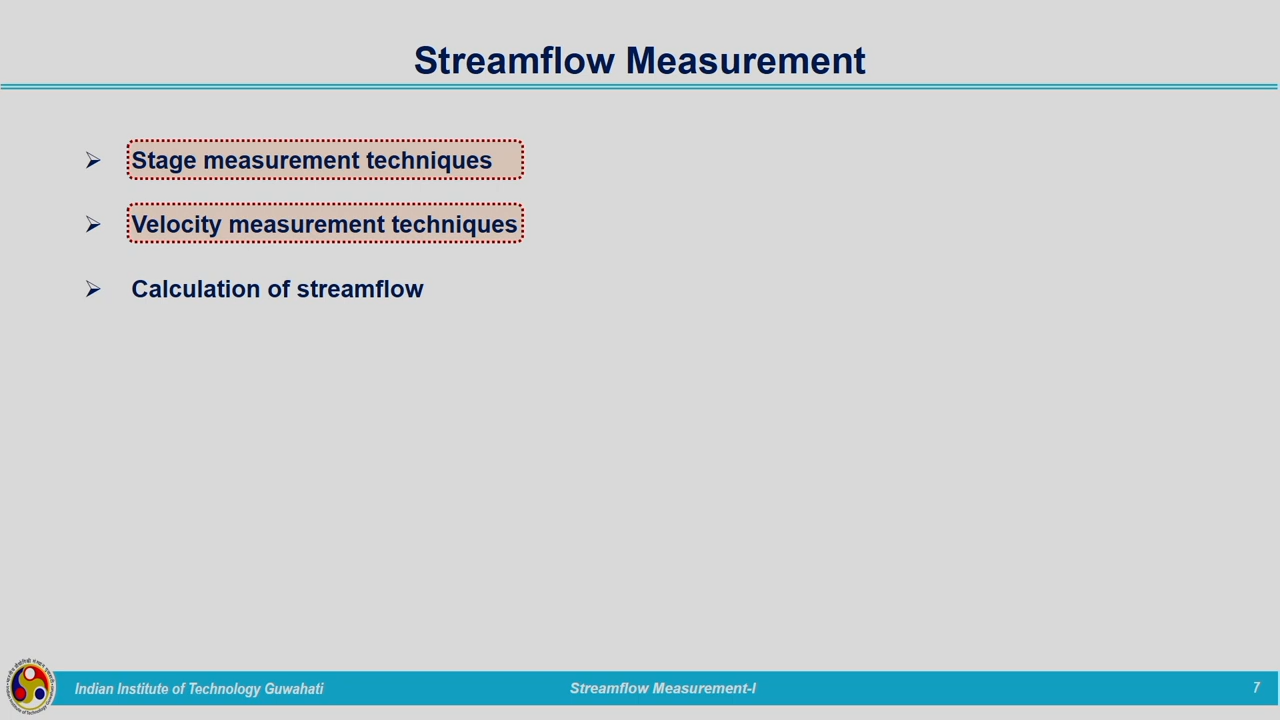 Streamflow Measurement
Stage measurement techniques
Velocity measurement techniques
Calculation of streamflow
Indian Institute of Technology Guwahati
Streamflow Measurement-I
7